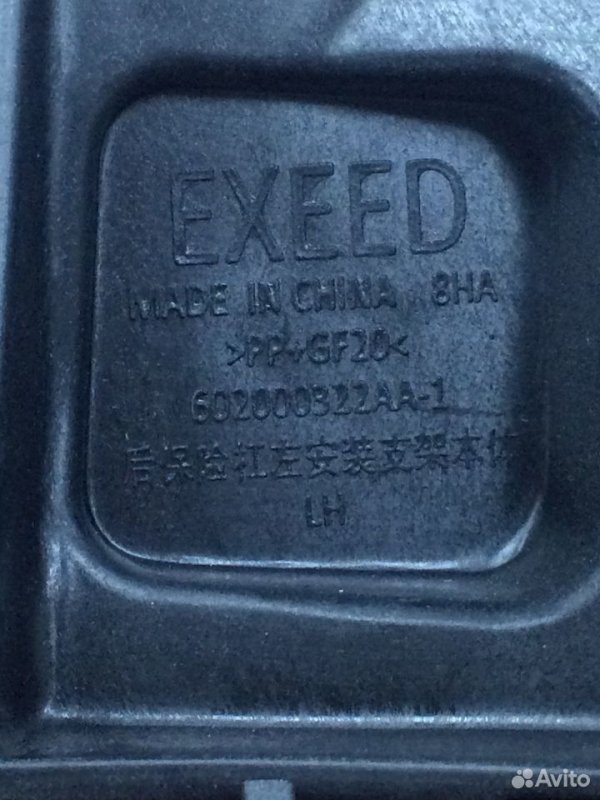 EXEED
MADE IN CHINA 8HA
>PP+GF20<
602000322AA-1
后保险杠左安装支架本体
LH
Avito